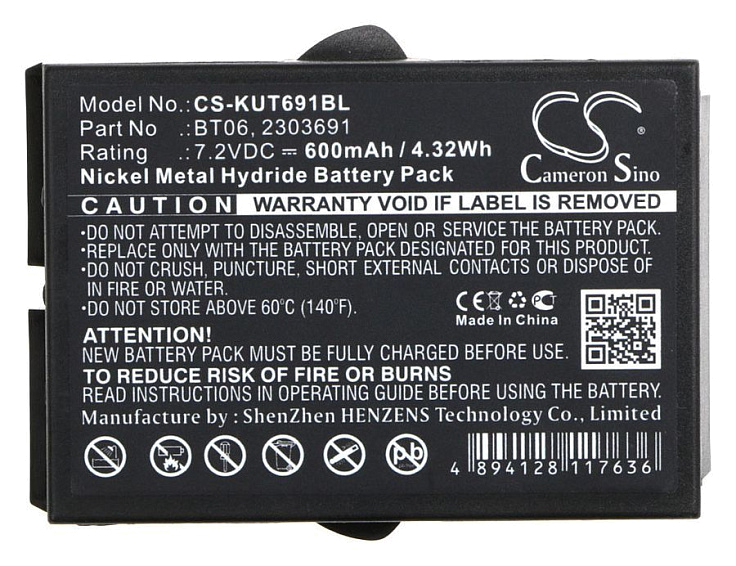 Model No.:CS-KUT691BL
Part No :BT06, 2303691
Rating :7.2VDC ⎓ 600mAh / 4.32Wh
Nickel Metal Hydride Battery Pack
CS®
Cameron Sino
CAUTION WARRANTY VOID IF LABEL IS REMOVED
•DO NOT ATTEMPT TO DISASSEMBLE, OPEN OR SERVICE THE BATTERY PACK.
•REPLACE ONLY WITH THE BATTERY PACK DESIGNATED FOR THIS PRODUCT.
•DO NOT CRUSH, PUNCTURE, SHORT EXTERNAL CONTACTS OR DISPOSE OF
IN FIRE OR WATER.
•DO NOT STORE ABOVE 60°C (140°F).
CE PCT
Made In China
ATTENTION!
NEW BATTERY PACK MUST BE FULLY CHARGED BEFORE USE.
TO REDUCE RISK OF FIRE OR BURNS
READ INSTRUCTIONS IN OPERATING GUIDE BEFORE USING THE BATTERY.
Manufacture by : ShenZhen HENZENS Technology Co., Limited
Pb
4 894128 117636